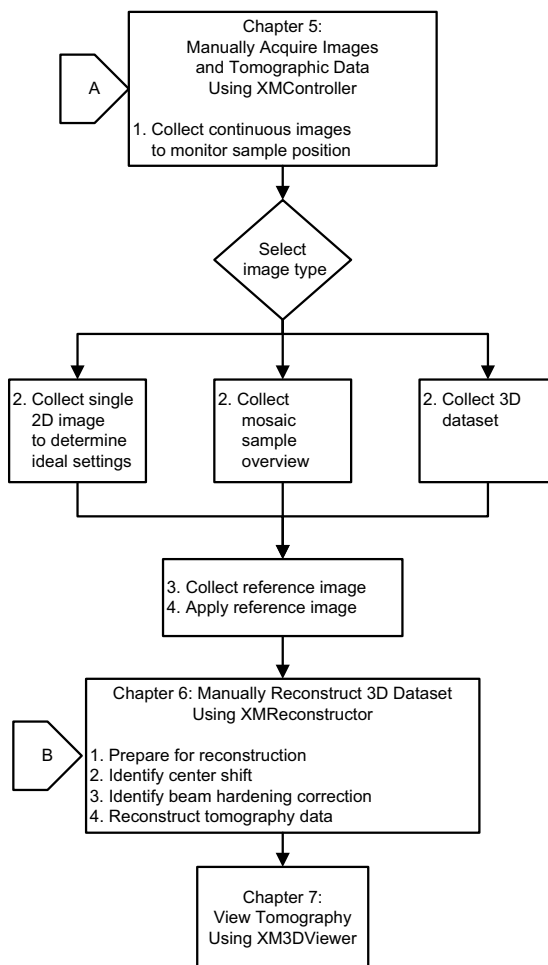 Chapter 5:
Manually Acquire Images
and Tomographic Data
Using XMController
A
1. Collect continuous images
to monitor sample position
Select
image type
2. Collect single
2D image
to determine
ideal settings
2. Collect
mosaic
sample
overview
2. Collect 3D
dataset
3. Collect reference image
4. Apply reference image
Chapter 6: Manually Reconstruct 3D Dataset
Using XMReconstructor
B
1. Prepare for reconstruction
2. Identify center shift
3. Identify beam hardening correction
4. Reconstruct tomography data
Chapter 7:
View Tomography
Using XM3DViewer